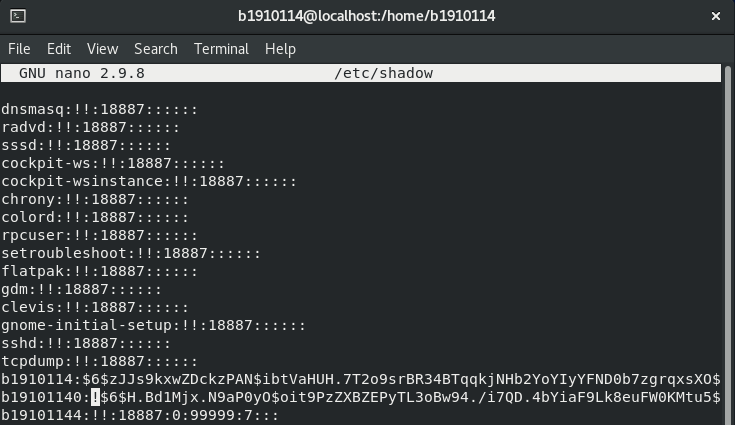 b1910114@localhost:/home/b1910114
File Edit View Search Terminal Help
GNU nano 2.9.8 /etc/shadow
dnsmasq:!!:18887::::::
radvd:!!:18887::::::
sssd:!!:18887::::::
cockpit-ws:!!:18887::::::
cockpit-wsinstance:!!:18887::::::
chrony:!!:18887::::::
colord:!!:18887::::::
rpcuser:!!:18887::::::
setroubleshoot:!!:18887::::::
flatpak:!!:18887::::::
gdm:!!:18887::::::
clevis:!!:18887::::::
gnome-initial-setup:!!:18887::::::
sshd:!!:18887::::::
tcpdump:!!:18887::::::
b1910114:$6$zJJs9kxwZDckzPAN$ibtVaHUH.7T2o9srBR34BTqqkjNHb2YoYIyYFND0b7zgrqxsXO$
b19101140:!$6$H.Bd1Mjx.N9aP0yO$oit9PzZXBZEPyTL3oBw94./i7QD.4bYiaF9Lk8euFW0KMtu5$
b19101144:!!:18887:0:99999:7:::